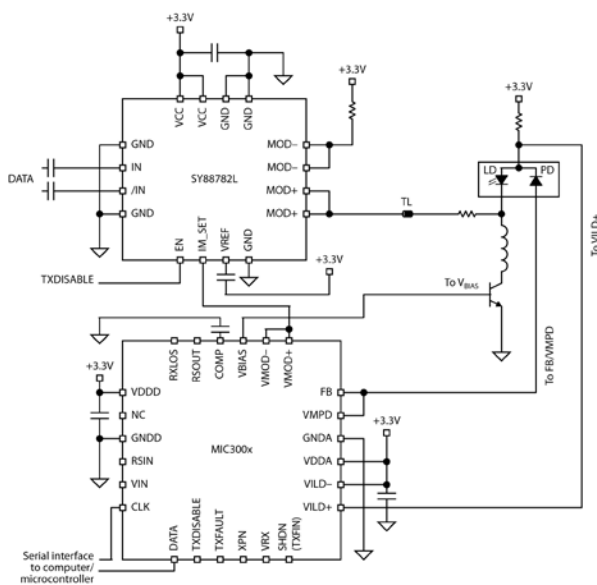 +3.3V
+3.3V
+3.3V
VCC
VCC
GND
GND
GND
MOD−
IN
MOD−
LD
PD
DATA
SY88782L
/IN
MOD+
GND
MOD+
TL
EN
IM_SET
VREF
GND
To VILD+
+3.3V
TXDISABLE
To VBIAS
To FB/VMPD
RXLOS
RSOUT
COMP
VBIAS
VMOD−
VMOD+
+3.3V
VDDD
FB
NC
VMPD
+3.3V
GNDD
GNDA
MIC300x
RSIN
VDDA
VIN
VILD−
CLK
VILD+
DATA
TXDISABLE
TXFAULT
XPN
VRX
SHDN
(TXFIN)
Serial interface
to computer/
microcontroller